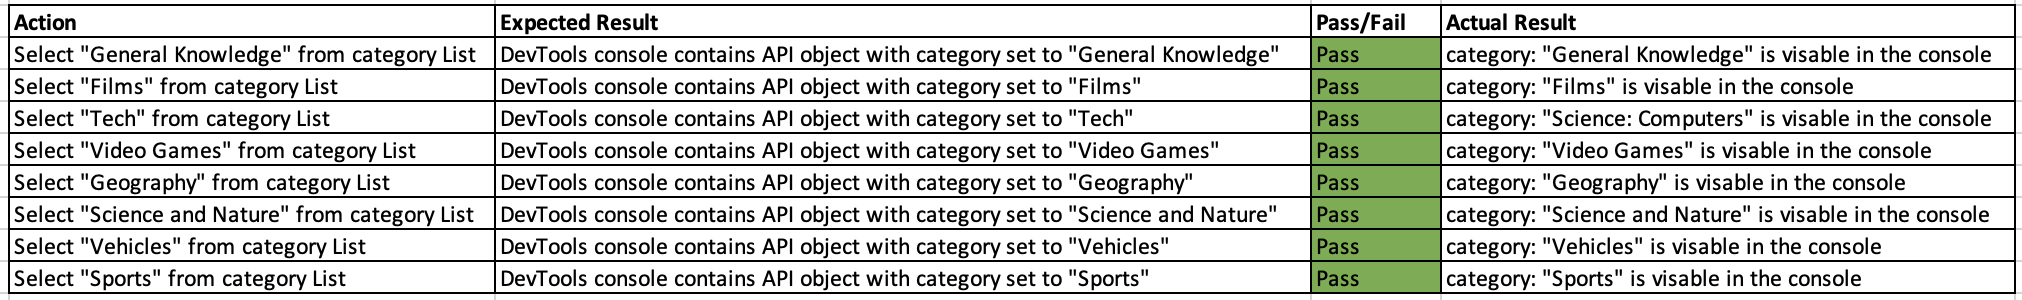 Action Expected Result Pass/Fail Actual Result
Select "General Knowledge" from category List DevTools console contains API object with category set to "General Knowledge" Pass category: "General Knowledge" is visable in the console
Select "Films" from category List DevTools console contains API object with category set to "Films" Pass category: "Films" is visable in the console
Select "Tech" from category List DevTools console contains API object with category set to "Tech" Pass category: "Science: Computers" is visable in the console
Select "Video Games" from category List DevTools console contains API object with category set to "Video Games" Pass category: "Video Games" is visable in the console
Select "Geography" from category List DevTools console contains API object with category set to "Geography" Pass category: "Geography" is visable in the console
Select "Science and Nature" from category List DevTools console contains API object with category set to "Science and Nature" Pass category: "Science and Nature" is visable in the console
Select "Vehicles" from category List DevTools console contains API object with category set to "Vehicles" Pass category: "Vehicles" is visable in the console
Select "Sports" from category List DevTools console contains API object with category set to "Sports" Pass category: "Sports" is visable in the console